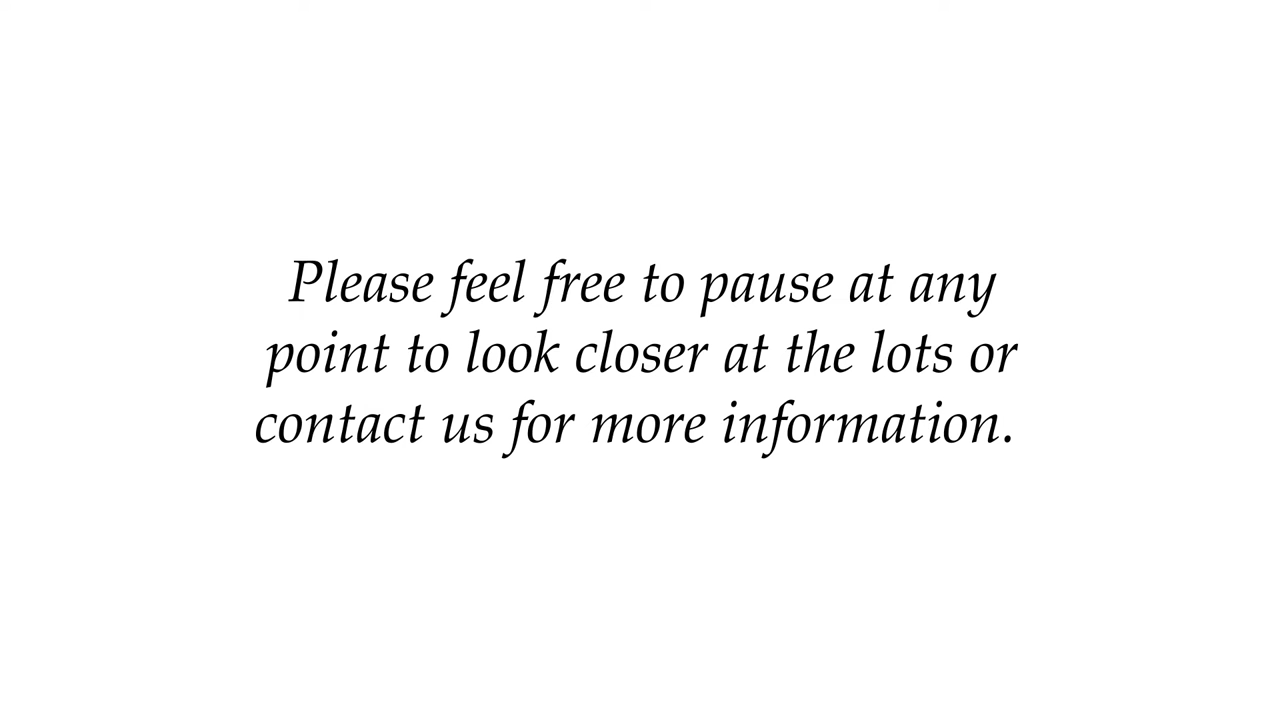 Please feel free to pause at any
point to look closer at the lots or
contact us for more information.